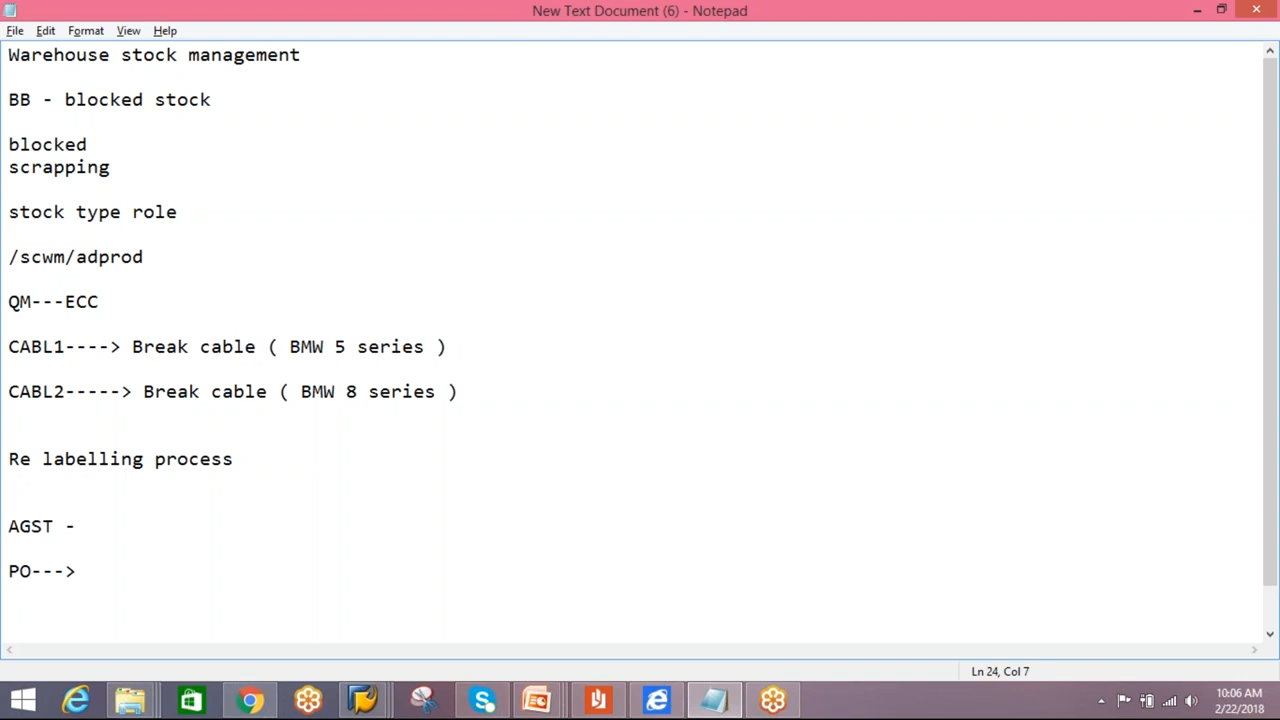 New Text Document (6) - Notepad
File Edit Format View Help
Warehouse stock management
BB - blocked stock
blocked
scrapping
stock type role
/scwm/adprod
QM---ECC
CABL1----> Break cable ( BMW 5 series )
CABL2-----> Break cable ( BMW 8 series )
Re labelling process
AGST -
PO--->
Ln 24, Col 7
10:06 AM
2/22/2018